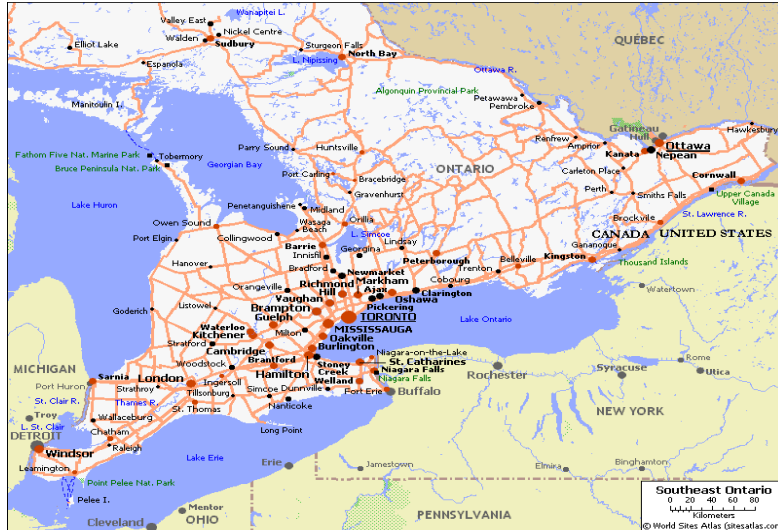 Wanapitei L.
Valley East
Nickel Centre
Walden
Sudbury
Elliot Lake
Sturgeon Falls
North Bay
QUÉBEC
Espanola
L. Nipissing
Ottawa R.
Manitoulin I.
Algonquin Provincial Park
Petawawa
Pembroke
Gatineau
Hull
Hawkesbury
Renfrew
Arnprior
Ottawa
Kanata
Nepean
Fathom Five Nat. Marine Park
Tobermory
Bruce Peninsula Nat. Park
Georgian Bay
Parry Sound
Huntsville
ONTARIO
Carleton Place
Cornwall
Port Carling
Bracebridge
Gravenhurst
Perth
Smiths Falls
Upper Canada
Village
Lake Huron
Penetanguishene
Midland
Wasaga
Beach
Orillia
Brockville
St. Lawrence R.
Owen Sound
Port Elgin
Collingwood
L. Simcoe
Barrie
Innisfil
Georgina
Lindsay
CANADA
UNITED STATES
Gananoque
Kingston
Thousand Islands
Hanover
Bradford
Newmarket
Peterborough
Belleville
Trenton
Orangeville
Richmond
Hill
Markham
Ajax
Cobourg
Clarington
Oshawa
Watertown
Goderich
Listowel
Vaughan
Brampton
Guelph
Pickering
TORONTO
Lake Ontario
Waterloo
Kitchener
Milton
MISSISSAUGA
Oakville
Burlington
Stratford
Cambridge
Brantford
Niagara-on-the-Lake
St. Catharines
Rome
MICHIGAN
Woodstock
Hamilton
Stoney
Creek
Niagara Falls
Niagara Falls
Welland
Rochester
Syracuse
Utica
Port Huron
Sarnia
Strathroy
London
Ingersoll
Tillsonburg
Simcoe
Dunnville
Fort Erie
Buffalo
St. Clair R.
Thames R.
St. Thomas
Nanticoke
NEW YORK
Troy
Wallaceburg
Long Point
L. St. Clair
Chatham
DETROIT
Raleigh
Windsor
Lake Erie
Erie
Jamestown
Elmira
Binghamton
Leamington
Point Pelee Nat. Park
Pelee I.
Mentor
Cleveland
OHIO
PENNSYLVANIA
Southeast Ontario
0 20 40 60 80
Kilometers
© World Sites Atlas (sitesatlas.com